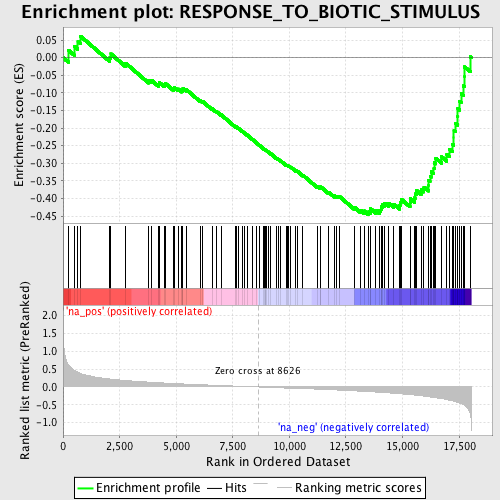 Enrichment plot: RESPONSE_TO_BIOTIC_STIMULUS
Enrichment score (ES)
0.05
0.00
-0.05
-0.10
-0.15
-0.20
-0.25
-0.30
-0.35
-0.40
-0.45
'na_pos' (positively correlated)
Ranked list metric (PreRanked)
2.0
1.5
1.0
0.5
0.0
-0.5
-1.0
Zero cross at 8626
'na_neg' (negatively correlated)
0
2,500
5,000
7,500
10,000
12,500
15,000
17,500
Rank in Ordered Dataset
Enrichment profile
Hits
Ranking metric scores